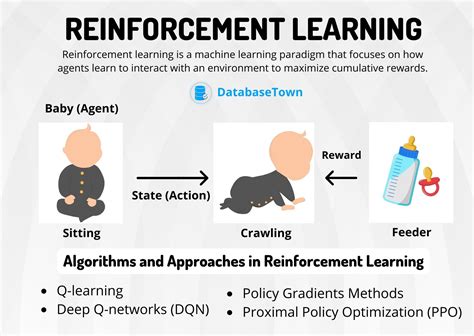 REINFORCEMENT LEARNING
Reinforcement learning is a machine learning paradigm that focuses on how
agents learn to interact with an environment to maximize cumulative rewards.
DatabaseTown
Baby (Agent)
Reward
State (Action)
Sitting
Crawling
Feeder
Algorithms and Approaches in Reinforcement Learning
• Q-learning
• Deep Q-networks (DQN)
• Policy Gradients Methods
• Proximal Policy Optimization (PPO)